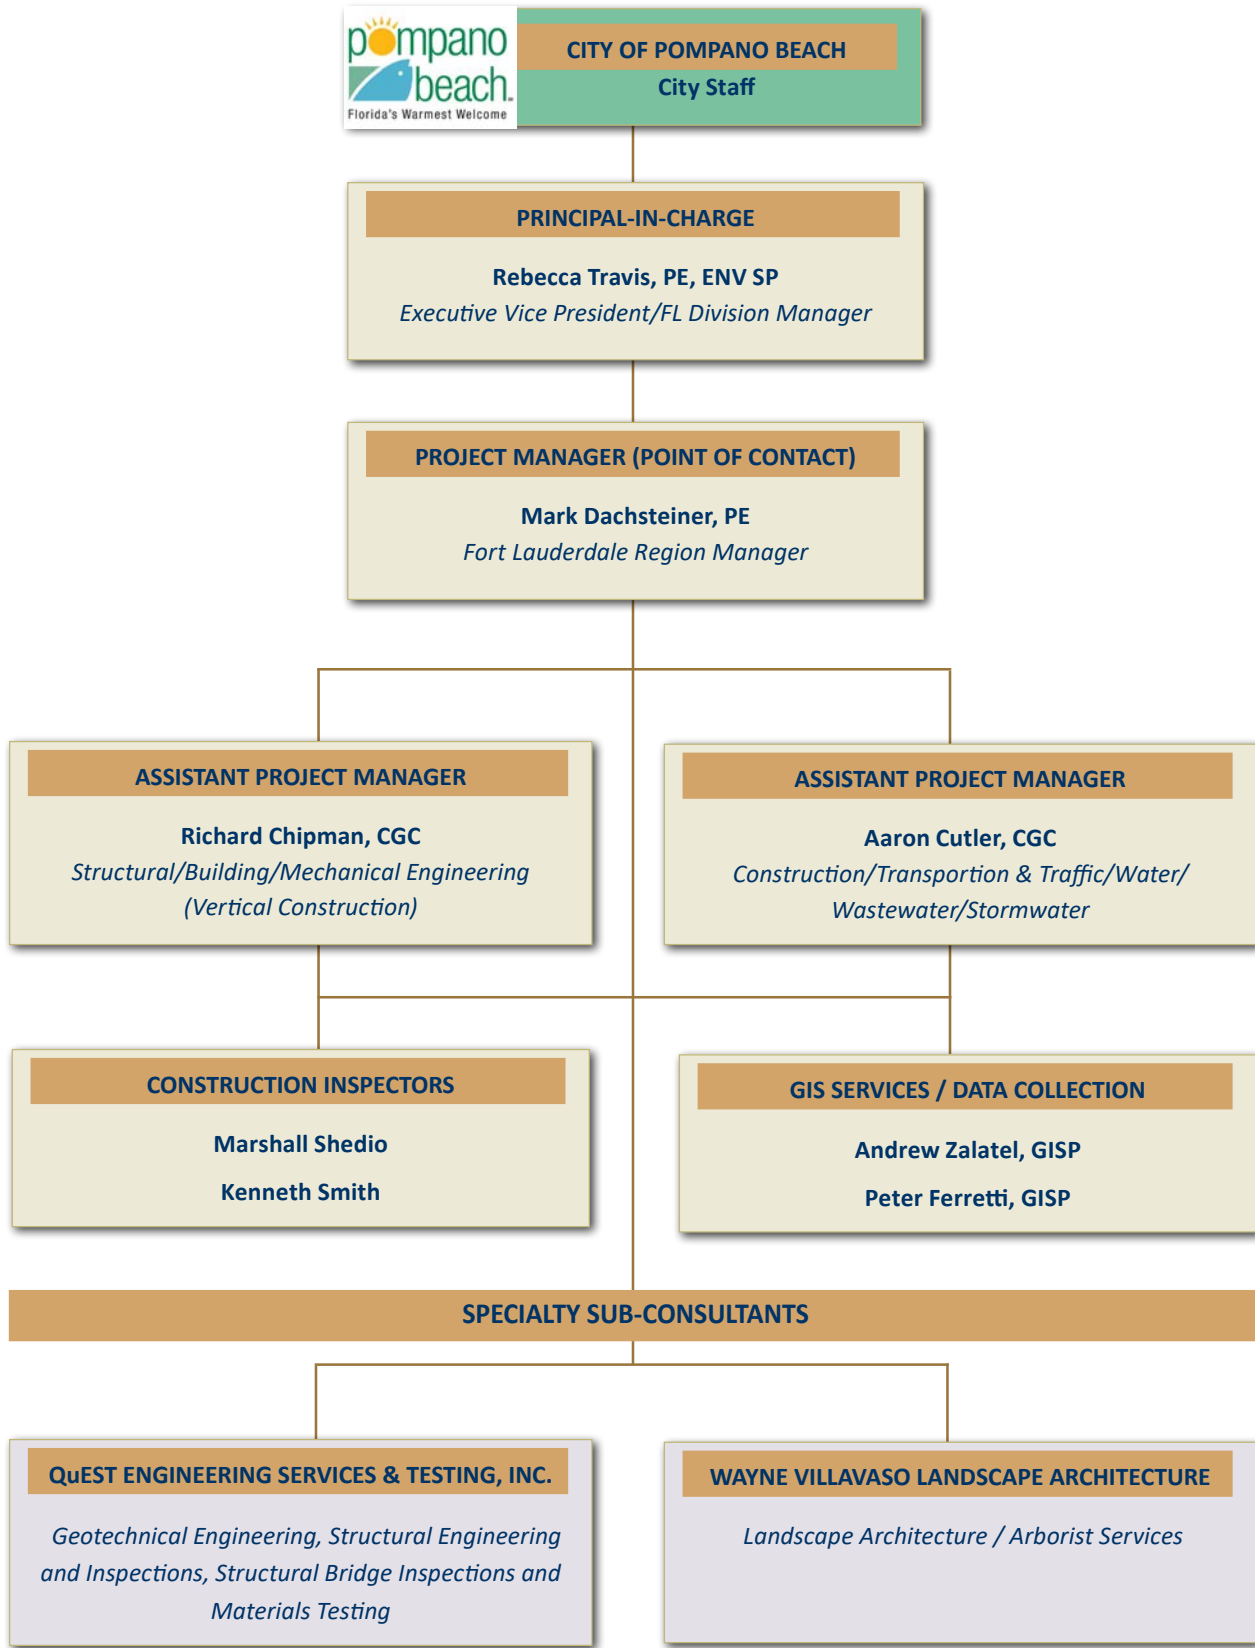 pompano
beach.
Florida's Warmest Welcome
CITY OF POMPANO BEACH
City Staff
PRINCIPAL-IN-CHARGE
Rebecca Travis, PE, ENV SP
Executive Vice President/FL Division Manager
PROJECT MANAGER (POINT OF CONTACT)
Mark Dachsteiner, PE
Fort Lauderdale Region Manager
ASSISTANT PROJECT MANAGER
Richard Chipman, CGC
Structural/Building/Mechanical Engineering
(Vertical Construction)
ASSISTANT PROJECT MANAGER
Aaron Cutler, CGC
Construction/Transportion & Traffic/Water/
Wastewater/Stormwater
CONSTRUCTION INSPECTORS
Marshall Shedio
Kenneth Smith
GIS SERVICES / DATA COLLECTION
Andrew Zalatel, GISP
Peter Ferretti, GISP
SPECIALTY SUB-CONSULTANTS
QuEST ENGINEERING SERVICES & TESTING, INC.
Geotechnical Engineering, Structural Engineering
and Inspections, Structural Bridge Inspections and
Materials Testing
WAYNE VILLAVASO LANDSCAPE ARCHITECTURE
Landscape Architecture / Arborist Services